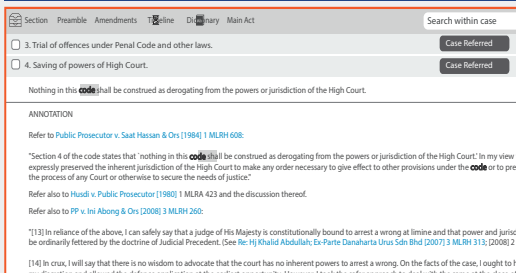 Section Preamble Amendments Timeline Dictionary Main Act Search within case
3. Trial of offences under Penal Code and other laws. Case Referred
4. Saving of powers of High Court. Case Referred
Nothing in this code shall be construed as derogating from the powers or jurisdiction of the High Court.
ANNOTATION
Refer to Public Prosecutor v. Saat Hassan & Ors [1984] 1 MLRH 608:
"Section 4 of the code states that `nothing in this code shall be construed as derogating from the powers or jurisdiction of the High Court.' In my view
expressly preserved the inherent jurisdiction of the High Court to make any order necessary to give effect to other provisions under the code or to pre
the process of any Court or otherwise to secure the needs of justice."
Refer also to Husdi v. Public Prosecutor [1980] 1 MLRA 423 and the discussion thereof.
Refer also to PP v. Ini Abong & Ors [2008] 3 MLRH 260:
"[13] In reliance of the above, I can safely say that a judge of His Majesty is constitutionally bound to arrest a wrong at limine and that power and jurisd
be ordinarily fettered by the doctrine of Judicial Precedent. (See Re: Hj Khalid Abdullah; Ex-Parte Danaharta Urus Sdn Bhd [2007] 3 MLRH 313; [2008] 2
[14] In crux, I will say that there is no wisdom to advocate that the court has no inherent powers to arrest a wrong. On the facts of the case, I ought to h